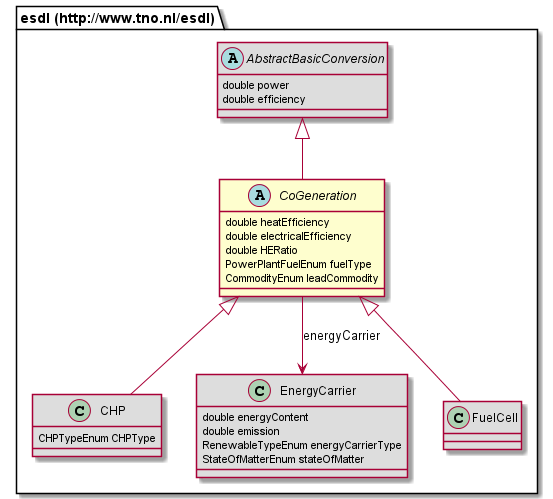 esdl (http://www.tno.nl/esdl)
A AbstractBasicConversion
double power
double efficiency
A CoGeneration
double heatEfficiency
double electricalEfficiency
double HERatio
PowerPlantFuelEnum fuelType
CommodityEnum leadCommodity
energyCarrier
C CHP
CHPTypeEnum CHPType
C EnergyCarrier
double energyContent
double emission
RenewableTypeEnum energyCarrierType
StateOfMatterEnum stateOfMatter
C FuelCell